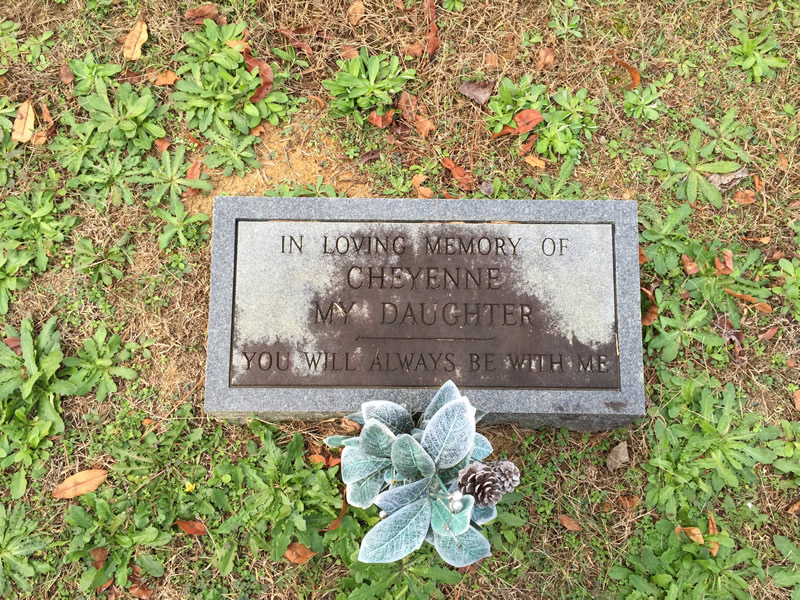 IN LOVING MEMORY OF
CHEYENNE
MY DAUGHTER
YOU WILL ALWAYS BE WITH ME